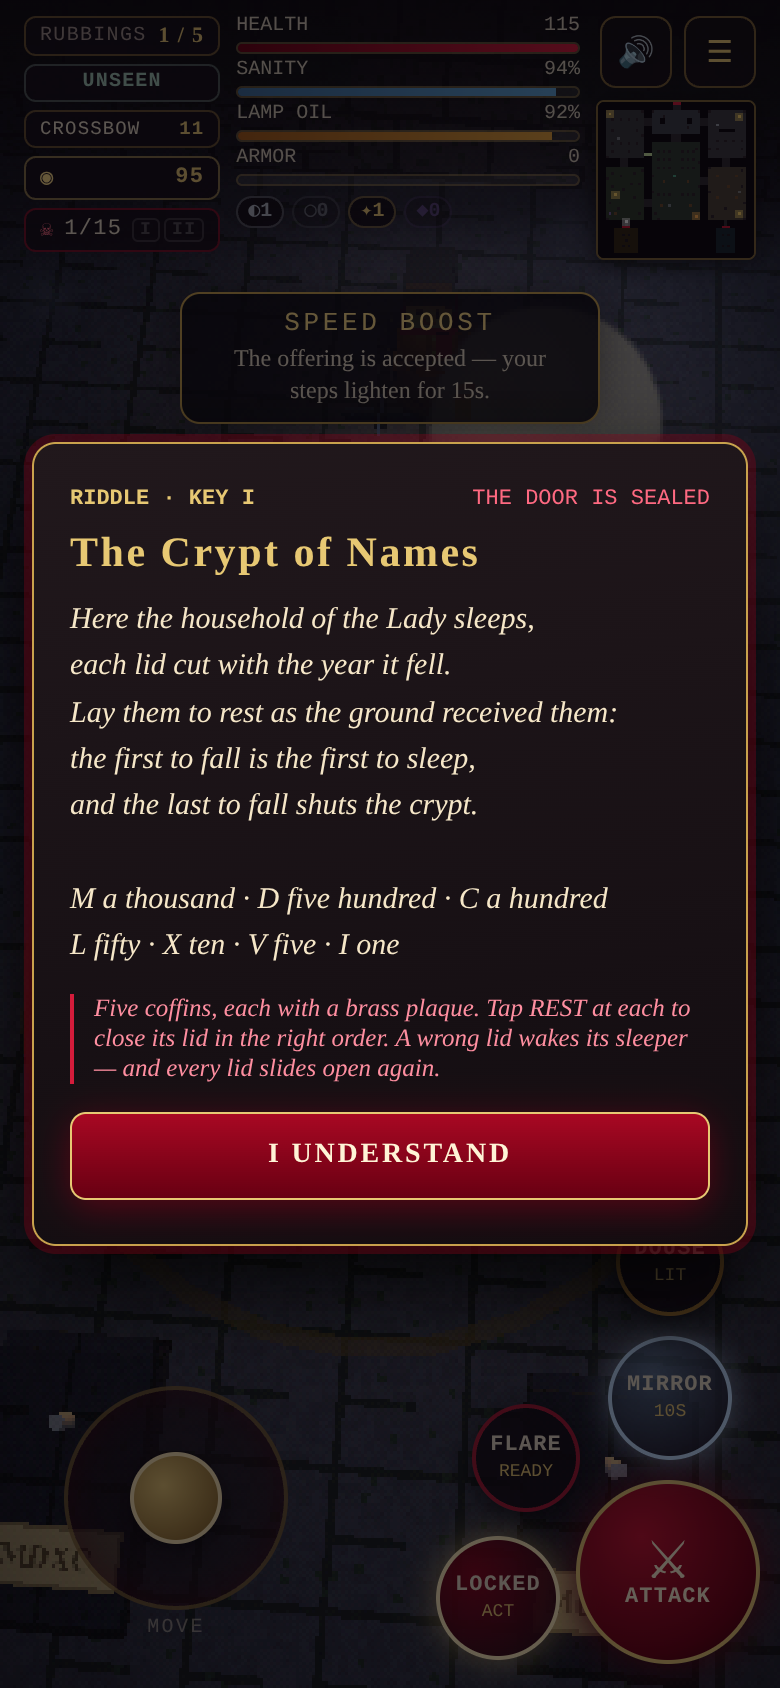 RUBBINGS 1 / 5
UNSEEN
CROSSBOW 11
◉ 95
☠ 1/15 I II
HEALTH 115
SANITY 94%
LAMP OIL 92%
ARMOR 0
◐1 ○0 ✦1 ◆0
SPEED BOOST
The offering is accepted — your
steps lighten for 15s.
RIDDLE · KEY I
THE DOOR IS SEALED
The Crypt of Names
Here the household of the Lady sleeps,
each lid cut with the year it fell.
Lay them to rest as the ground received them:
the first to fall is the first to sleep,
and the last to fall shuts the crypt.
M a thousand · D five hundred · C a hundred
L fifty · X ten · V five · I one
Five coffins, each with a brass plaque. Tap REST at each to
close its lid in the right order. A wrong lid wakes its sleeper
— and every lid slides open again.
I UNDERSTAND
DOUSE
LIT
MIRROR
10S
FLARE
READY
LOCKED
ACT
ATTACK
MOVE